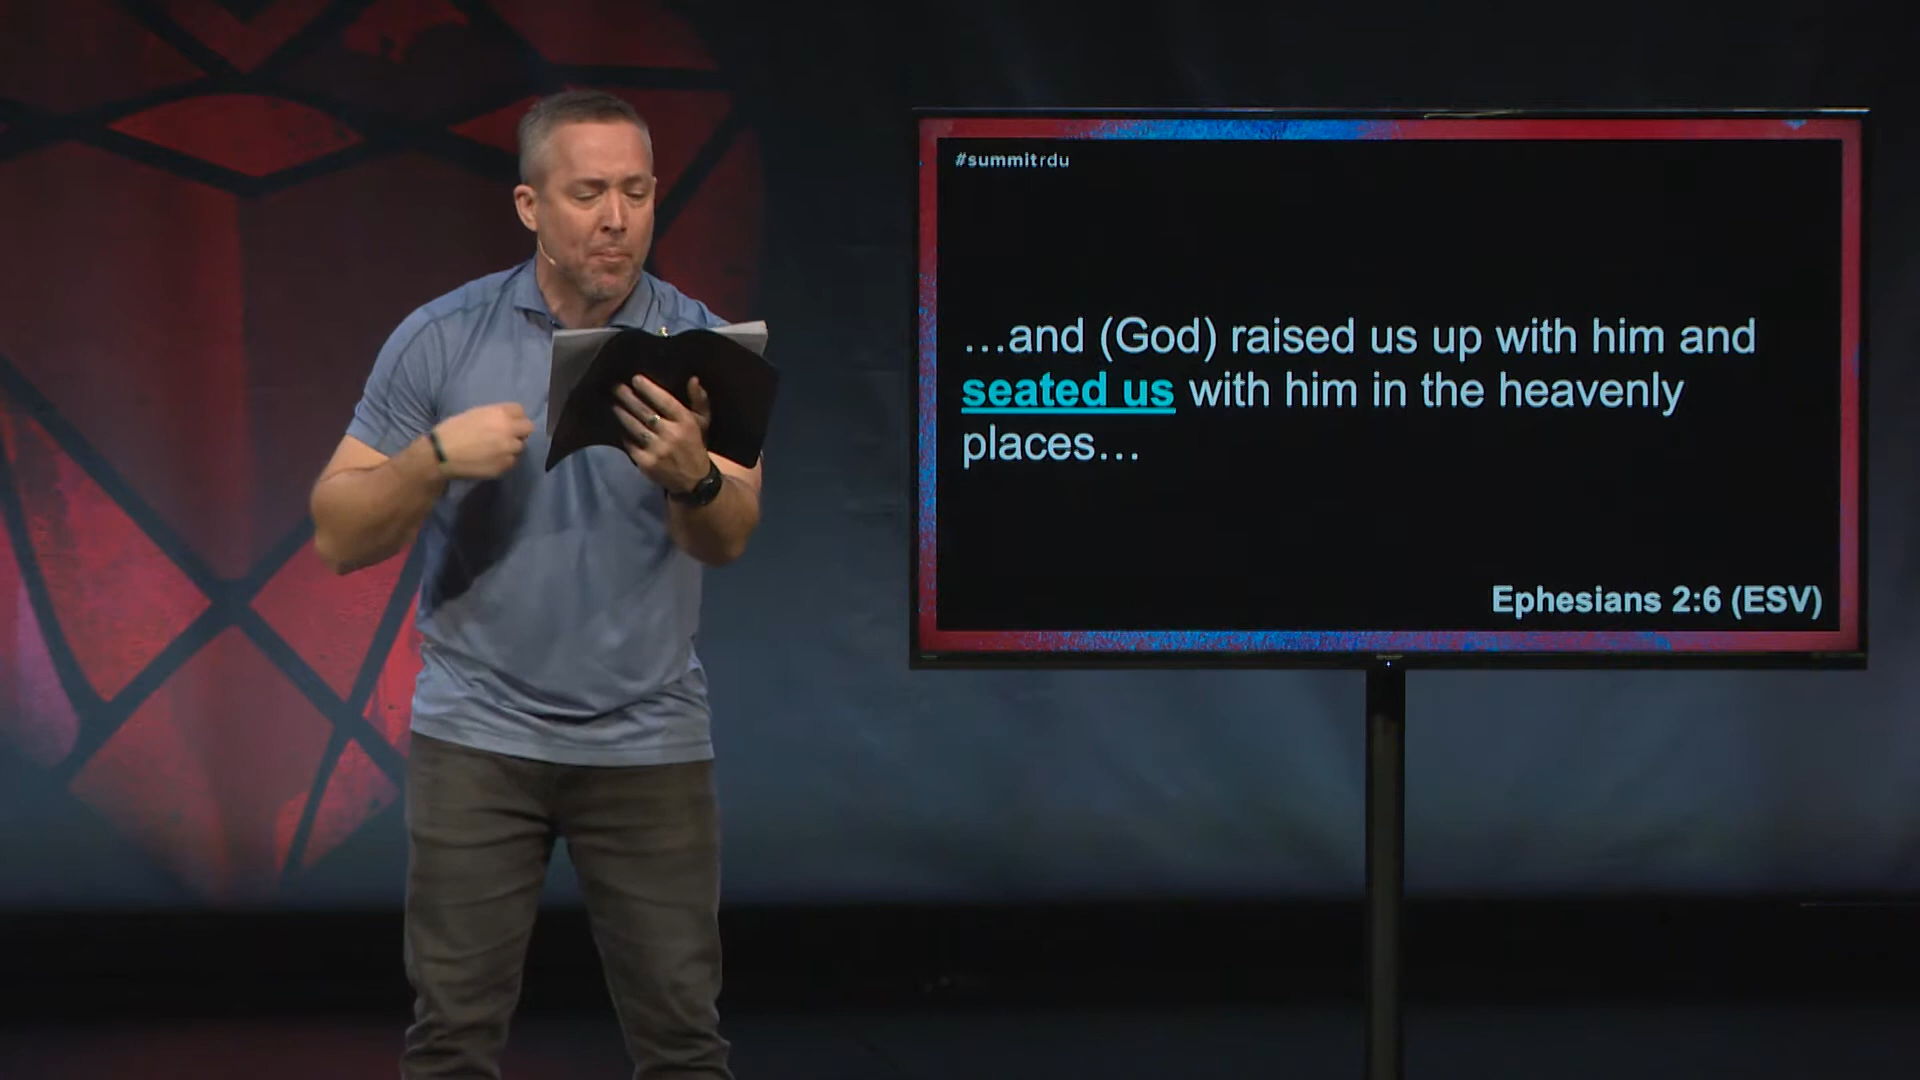 #summitrdu
...and (God) raised us up with him and
seated us with him in the heavenly
places...
Ephesians 2:6 (ESV)